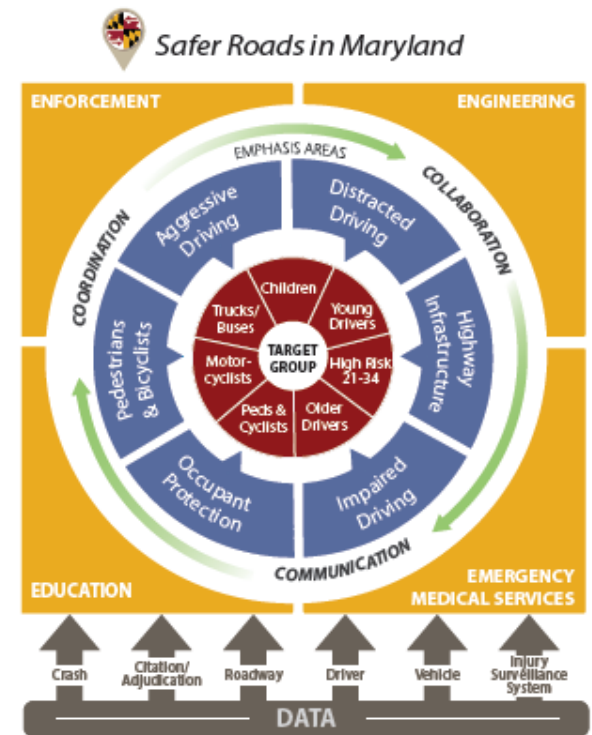 Safer Roads in Maryland
ENFORCEMENT
ENGINEERING
EMPHASIS AREAS
COORDINATION
COLLABORATION
COMMUNICATION
Aggressive
Driving
Distracted
Driving
Highway
Infrastructure
Impaired
Driving
Occupant
Protection
Pedestrians
& Bicyclists
Children
Young
Drivers
High Risk
21-34
Older
Drivers
Peds &
Cyclists
Motor-
cyclists
Trucks/
Buses
TARGET
GROUP
EDUCATION
EMERGENCY
MEDICAL SERVICES
Crash
Citation/
Adjudication
Roadway
Driver
Vehicle
Injury
Surveillance
System
DATA